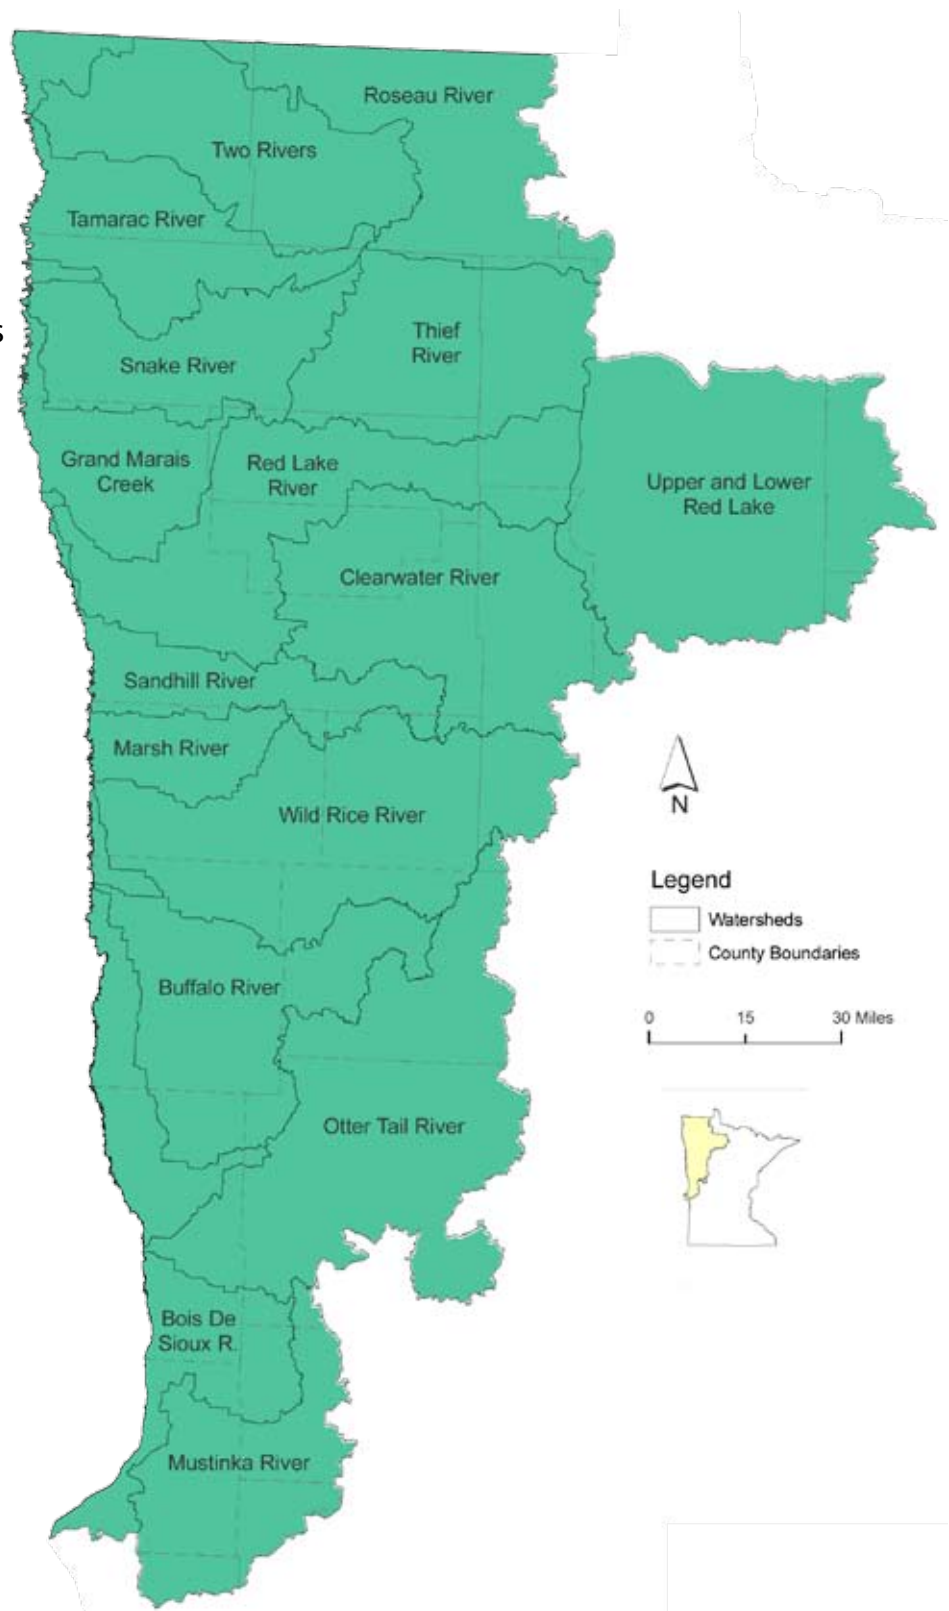 Roseau River
Two Rivers
Tamarac River
s
Thief
River
Snake River
Grand Marais
Creek
Red Lake
River
Upper and Lower
Red Lake
Clearwater River
Sandhill River
Marsh River
N
Wild Rice River
Legend
Watersheds
County Boundaries
Buffalo River
0 15 30 Miles
Otter Tail River
Bois De
Sioux R.
Mustinka River